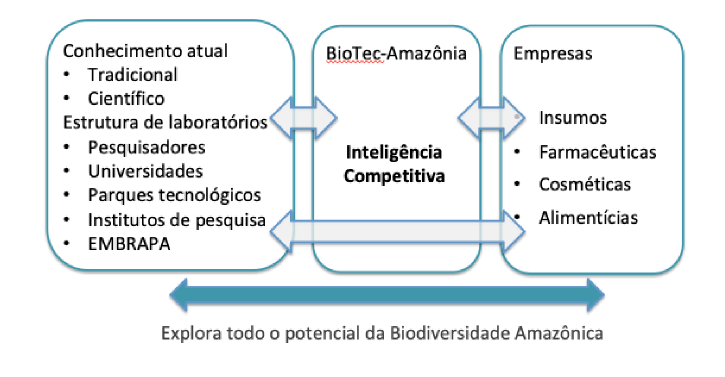 Conhecimento atual
• Tradicional
• Científico
Estrutura de laboratórios
• Pesquisadores
• Universidades
• Parques tecnológicos
• Institutos de pesquisa
• EMBRAPA
BioTec-Amazônia
Inteligência
Competitiva
Empresas
• Insumos
• Farmacêuticas
• Cosméticas
• Alimentícias
Explora todo o potencial da Biodiversidade Amazônica